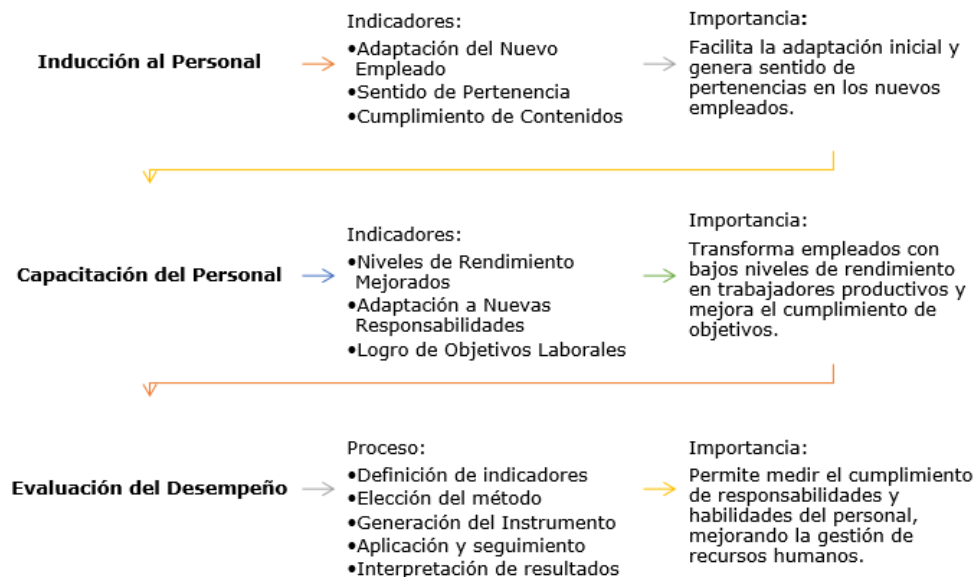 Inducción al Personal
Indicadores:
•Adaptación del Nuevo
Empleado
•Sentido de Pertenencia
•Cumplimiento de Contenidos
Importancia:
Facilita la adaptación inicial y
genera sentido de
pertenencias en los nuevos
empleados.
Capacitación del Personal
Indicadores:
•Niveles de Rendimiento
Mejorados
•Adaptación a Nuevas
Responsabilidades
•Logro de Objetivos Laborales
Importancia:
Transforma empleados con
bajos niveles de rendimiento
en trabajadores productivos y
mejora el cumplimiento de
objetivos.
Evaluación del Desempeño
Proceso:
•Definición de indicadores
•Elección del método
•Generación del Instrumento
•Aplicación y seguimiento
•Interpretación de resultados
Importancia:
Permite medir el cumplimiento
de responsabilidades y
habilidades del personal,
mejorando la gestión de
recursos humanos.